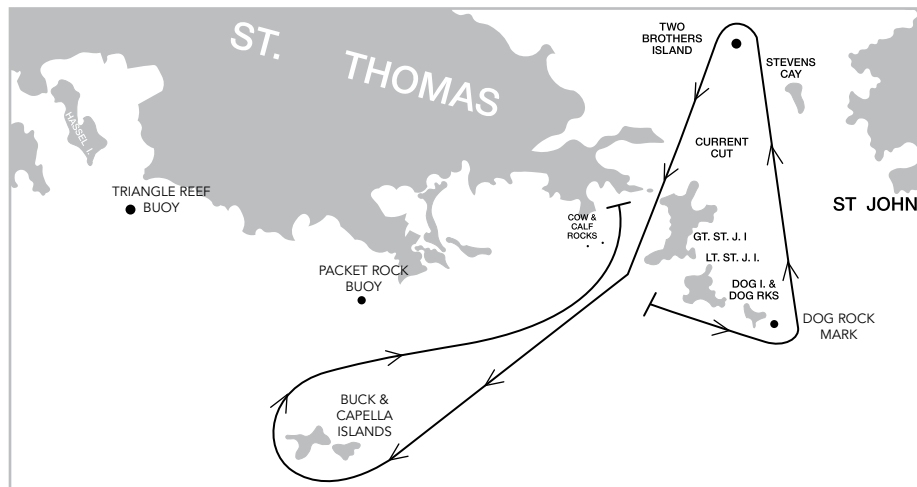 ST.
THOMAS
HASSEL I.
TWO
BROTHERS
ISLAND
STEVENS
CAY
CURRENT
CUT
ST JOHN
TRIANGLE REEF
BUOY
COW &
CALF
ROCKS
GT. ST. J. I
LT. ST. J. I.
PACKET ROCK
BUOY
DOG I. &
DOG RKS
DOG ROCK
MARK
BUCK &
CAPELLA
ISLANDS